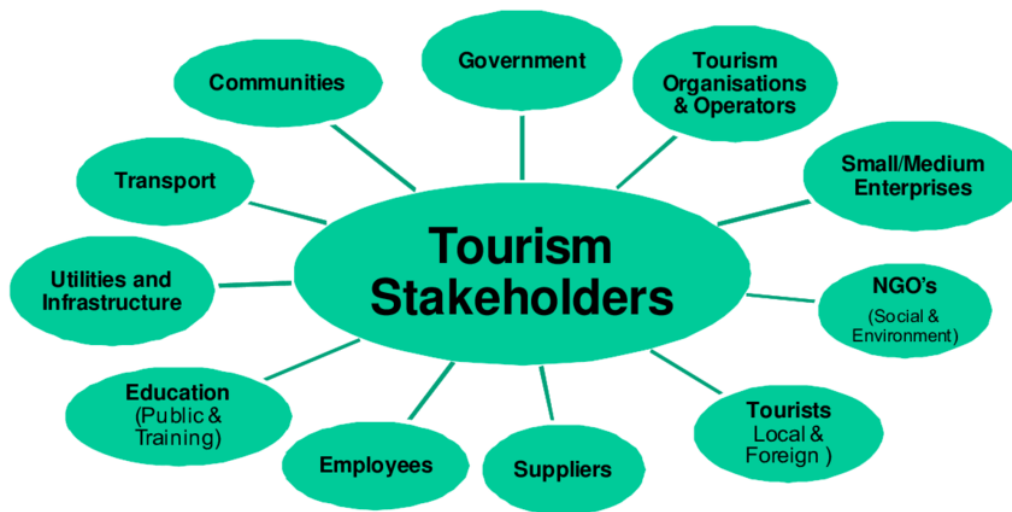 Government
Tourism
Organisations
& Operators
Communities
Small/Medium
Enterprises
Transport
Tourism
Stakeholders
Utilities and
Infrastructure
NGO's
(Social &
Environment)
Education
(Public &
Training)
Tourists
Local &
Foreign )
Employees
Suppliers